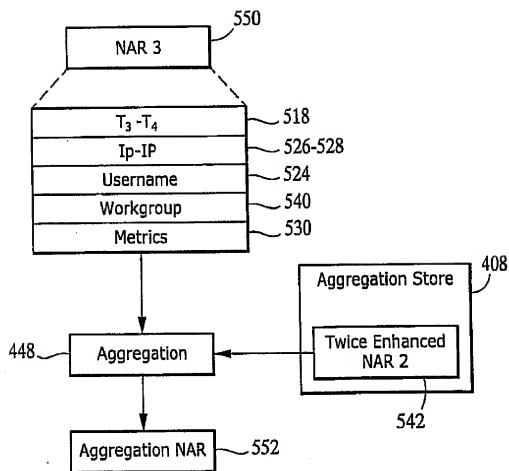 550
NAR 3
T3 -T4
518
Ip-IP
526-528
Username
524
Workgroup
540
Metrics
530
Aggregation Store
408
Twice Enhanced
NAR 2
542
448
Aggregation
Aggregation NAR
552